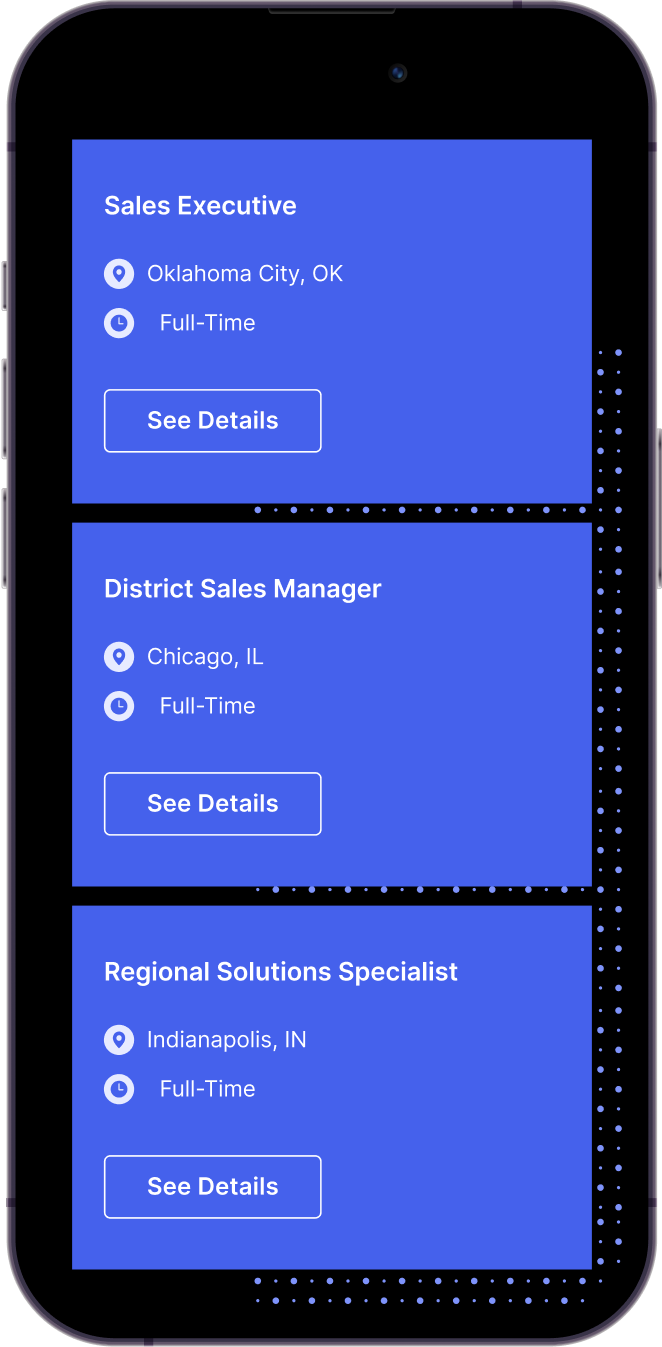 Sales Executive
Oklahoma City, OK
Full-Time
See Details
District Sales Manager
Chicago, IL
Full-Time
See Details
Regional Solutions Specialist
Indianapolis, IN
Full-Time
See Details